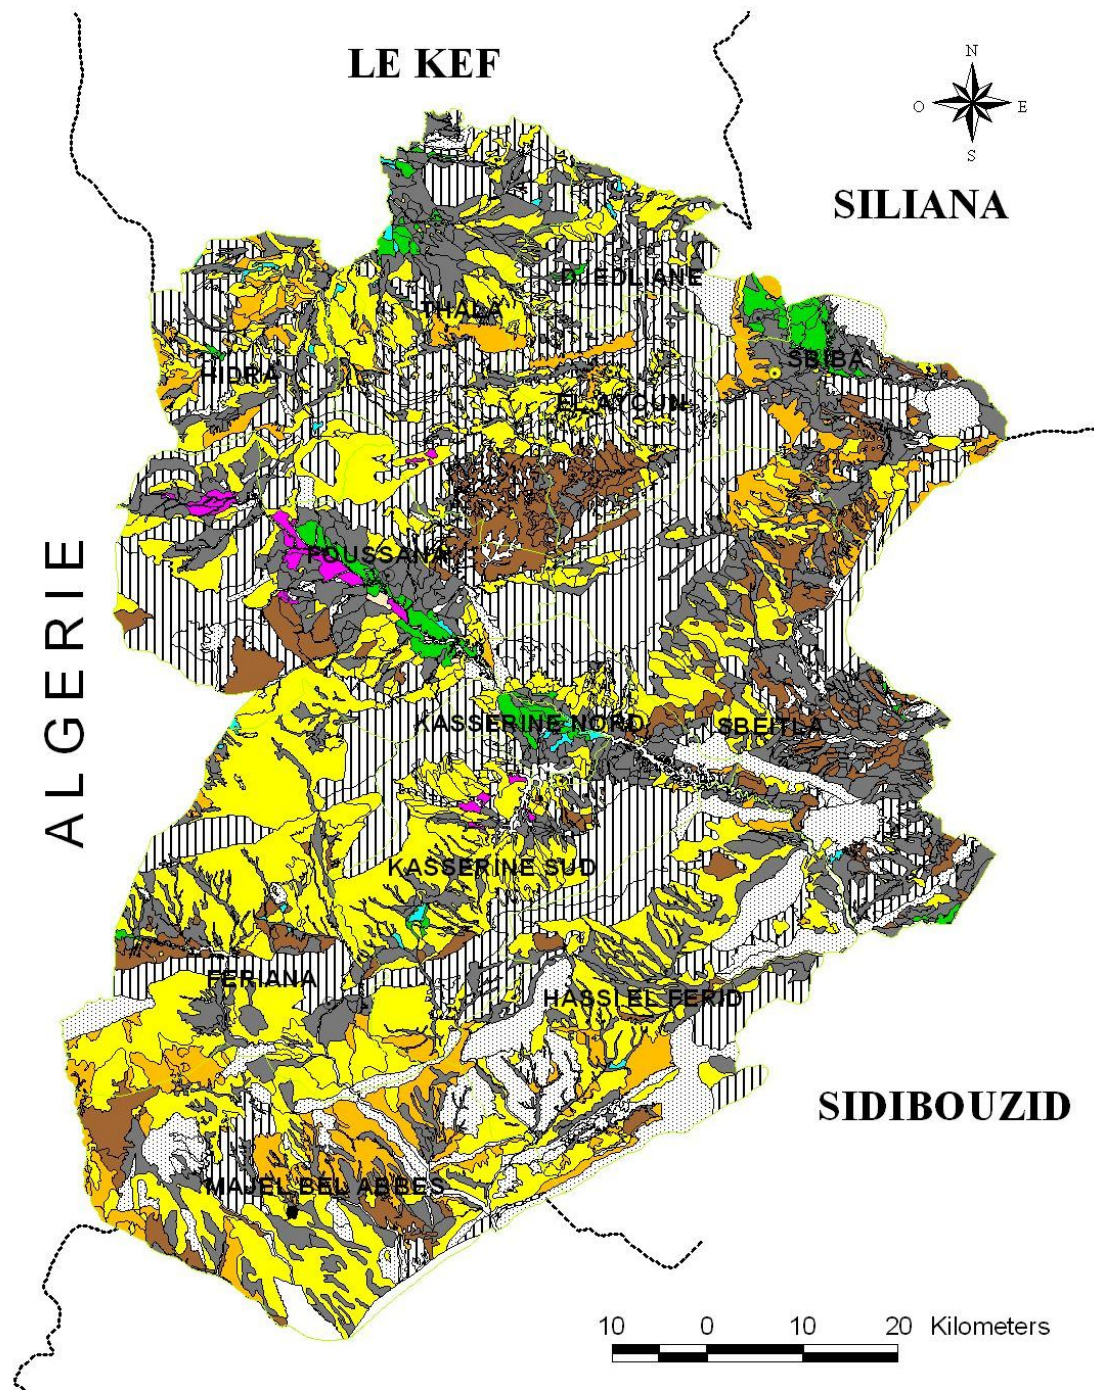 LE KEF
N
O
E
S
SILIANA
DJEDLIANE
THALA
SBIBA
HIDRA
EL AYOUN
ALGERIE
FOUSSANA
KASSERINE NORD
SBEITLA
KASSERINE SUD
FERIANA
HASSI EL FERID
SIDIBOUZID
MAJEL BEL ABBES
10 0 10 20 Kilometers